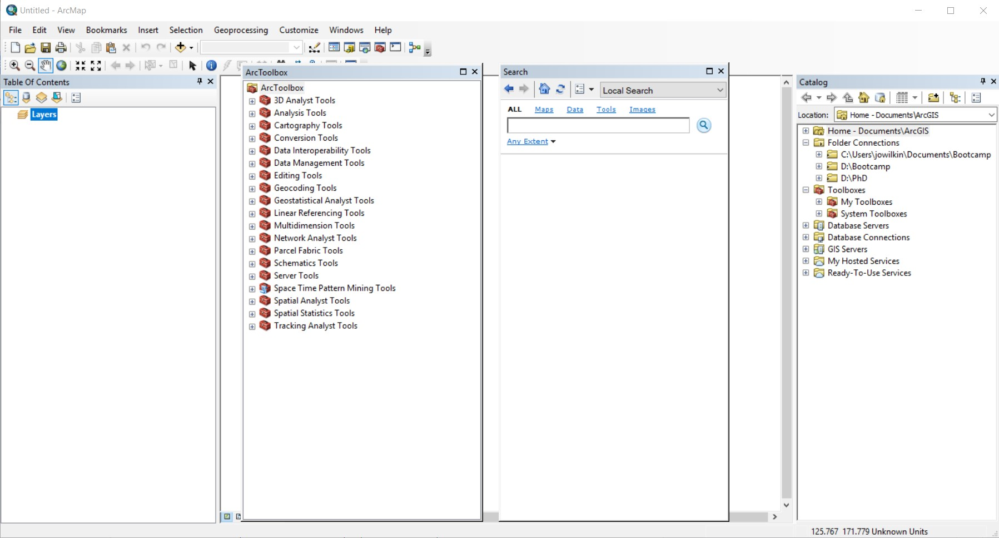 Untitled - ArcMap
File Edit View Bookmarks Insert Selection Geoprocessing Customize Windows Help
Table Of Contents
Layers
ArcToolbox
ArcToolbox
3D Analyst Tools
Analysis Tools
Cartography Tools
Conversion Tools
Data Interoperability Tools
Data Management Tools
Editing Tools
Geocoding Tools
Geostatistical Analyst Tools
Linear Referencing Tools
Multidimension Tools
Network Analyst Tools
Parcel Fabric Tools
Schematics Tools
Server Tools
Space Time Pattern Mining Tools
Spatial Analyst Tools
Spatial Statistics Tools
Tracking Analyst Tools
Search
Local Search
ALL Maps Data Tools Images
Any Extent
Catalog
Location: Home - Documents\ArcGIS
Home - Documents\ArcGIS
Folder Connections
C:\Users\jowilkin\Documents\Bootcamp
D:\Bootcamp
D:\PhD
Toolboxes
My Toolboxes
System Toolboxes
Database Servers
Database Connections
GIS Servers
My Hosted Services
Ready-To-Use Services
125.767 171.779 Unknown Units